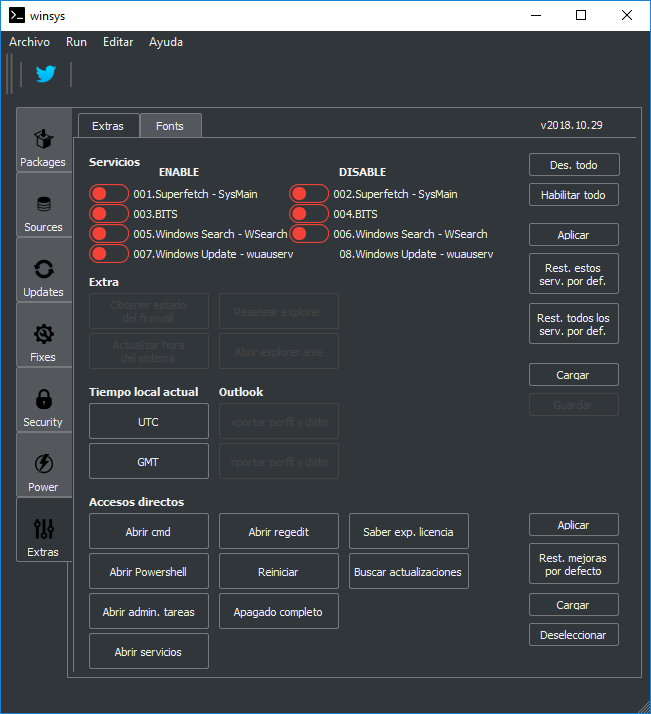 winsys
Archivo Run Editar Ayuda
Extras Fonts v2018.10.29
Packages
Sources
Updates
Fixes
Security
Power
Extras
Servicios
ENABLE DISABLE
001.Superfetch - SysMain 002.Superfetch - SysMain
003.BITS 004.BITS
005.Windows Search - WSearch 006.Windows Search - WSearch
007.Windows Update - wuauserv 08.Windows Update - wuauserv
Des. todo
Habilitar todo
Aplicar
Rest. estos
serv. por def.
Rest. todos los
serv. por def.
Cargar
Guardar
Extra
Obtener estado
del firewall
Resetear explorer
Actualizar hora
del sistema
Abrir explorer.exe
Tiempo local actual Outlook
UTC xportar perfil y dato
GMT mportar perfil y dato
Accesos directos
Abrir cmd Abrir regedit Saber exp. licencia
Abrir Powershell Reiniciar Buscar actualizaciones
Abrir admin. tareas Apagado completo
Abrir servicios
Aplicar
Rest. mejoras
por defecto
Cargar
Deseleccionar